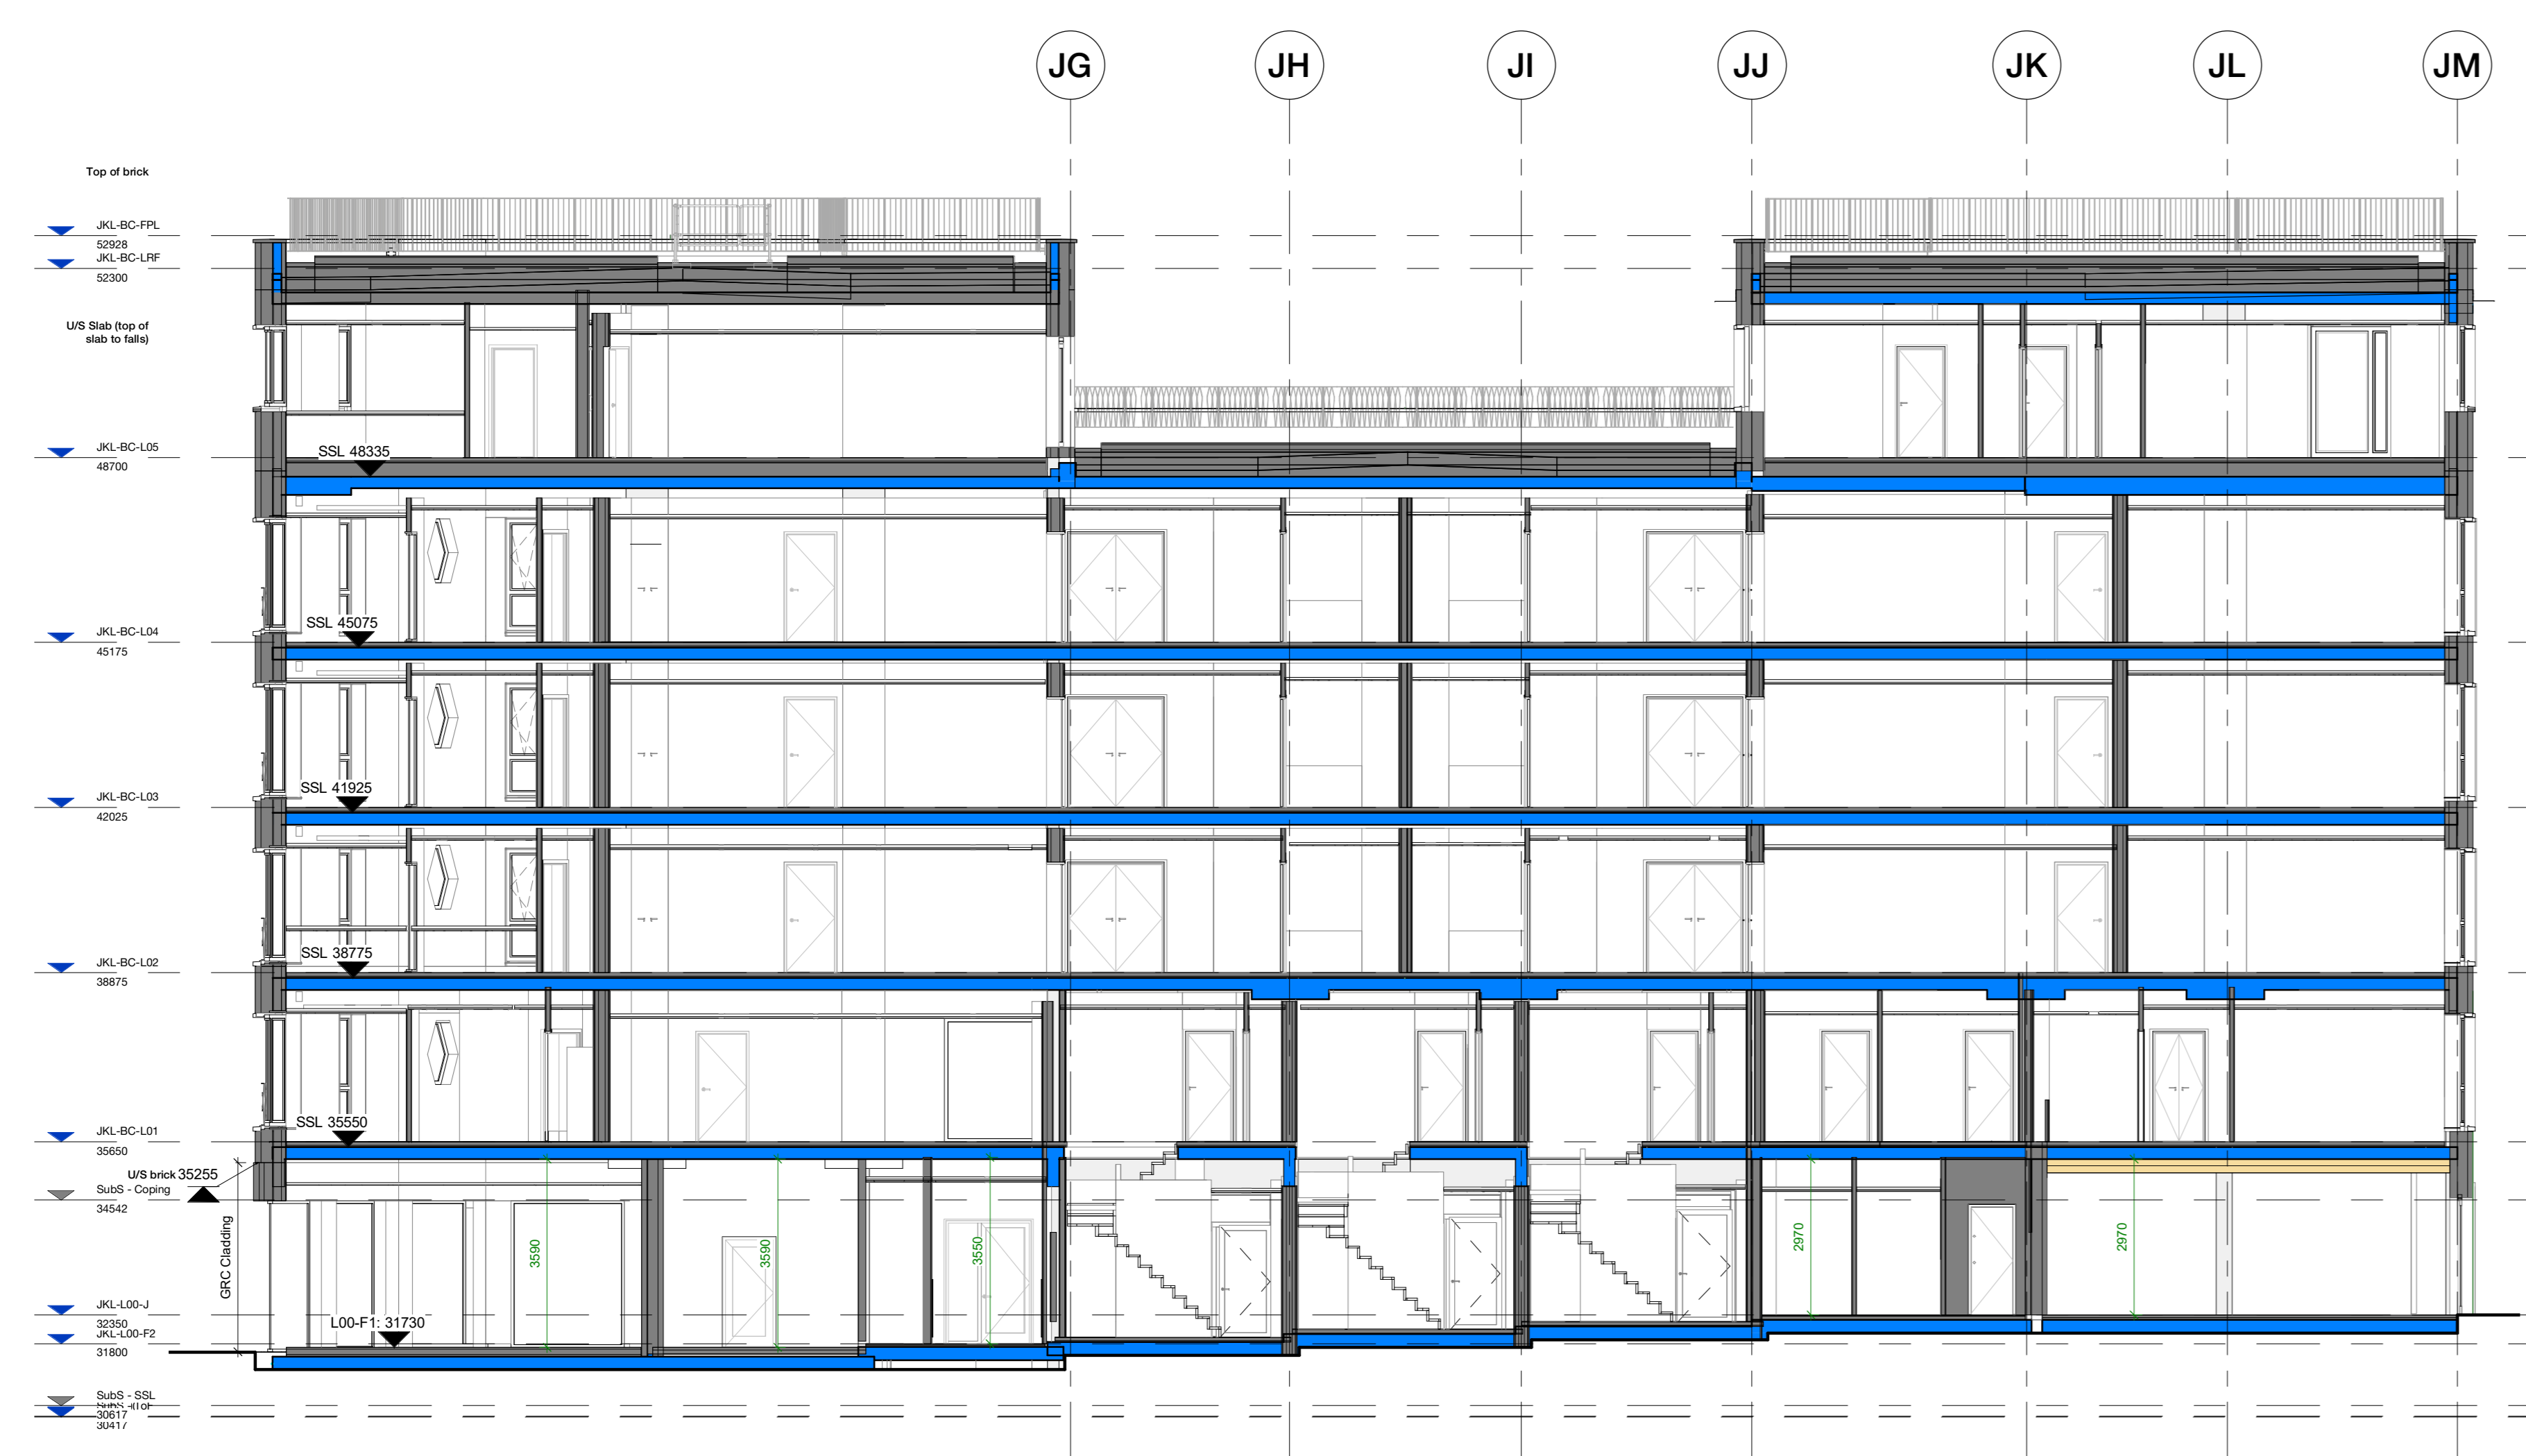 JG JH JI JJ JK JL JM
Top of brick
JKL-BC-FPL
52928
JKL-BC-LRF
52300
U/S Slab (top of
slab to falls)
JKL-BC-L05
48700
SSL 48335
JKL-BC-L04
45175
SSL 45075
JKL-BC-L03
42025
SSL 41925
JKL-BC-L02
38875
SSL 38775
JKL-BC-L01
35650
SSL 35550
U/S brick 35255
SubS - Coping
34542
GRC Cladding
3590
3590
3550
2970
2970
JKL-L00-J
32350
L00-F1: 31730
JKL-L00-F2
31800
SubS - SSL
30617
30417